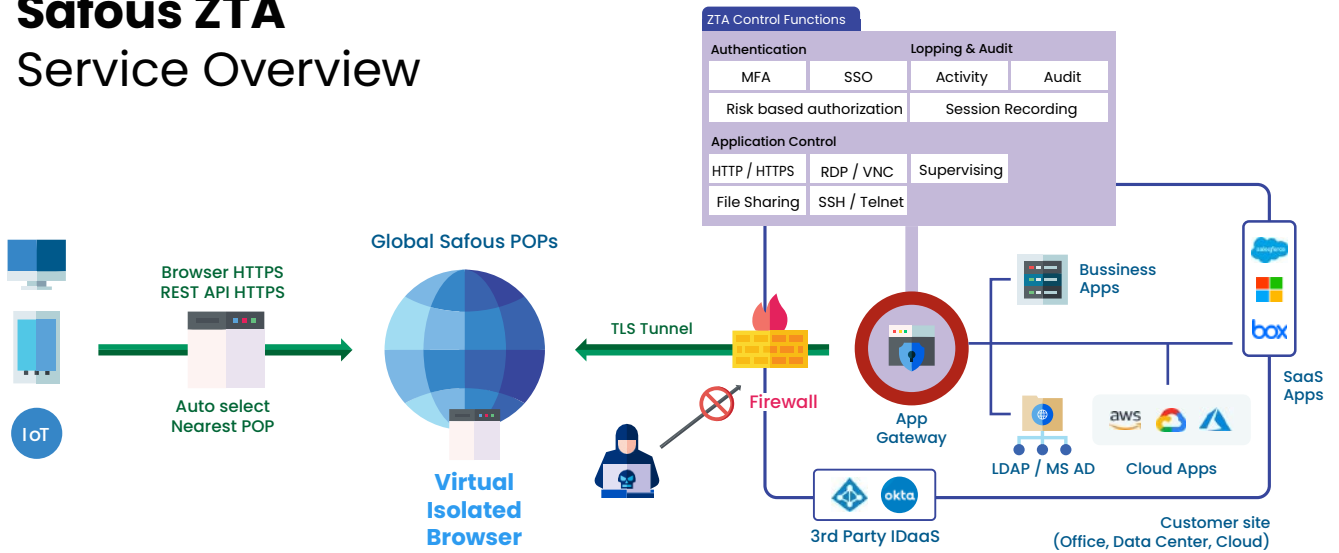 Safous ZTA
Service Overview
ZTA Control Functions
Authentication
Lopping & Audit
MFA
SSO
Activity
Audit
Risk based authorization
Session Recording
Application Control
HTTP / HTTPS
RDP / VNC
Supervising
File Sharing
SSH / Telnet
Global Safous POPs
Browser HTTPS
REST API HTTPS
Auto select
Nearest POP
IoT
Virtual
Isolated
Browser
TLS Tunnel
Firewall
App
Gateway
Bussiness
Apps
LDAP / MS AD
aws
Cloud Apps
salesforce
box
SaaS
Apps
okta
3rd Party IDaaS
Customer site
(Office, Data Center, Cloud)